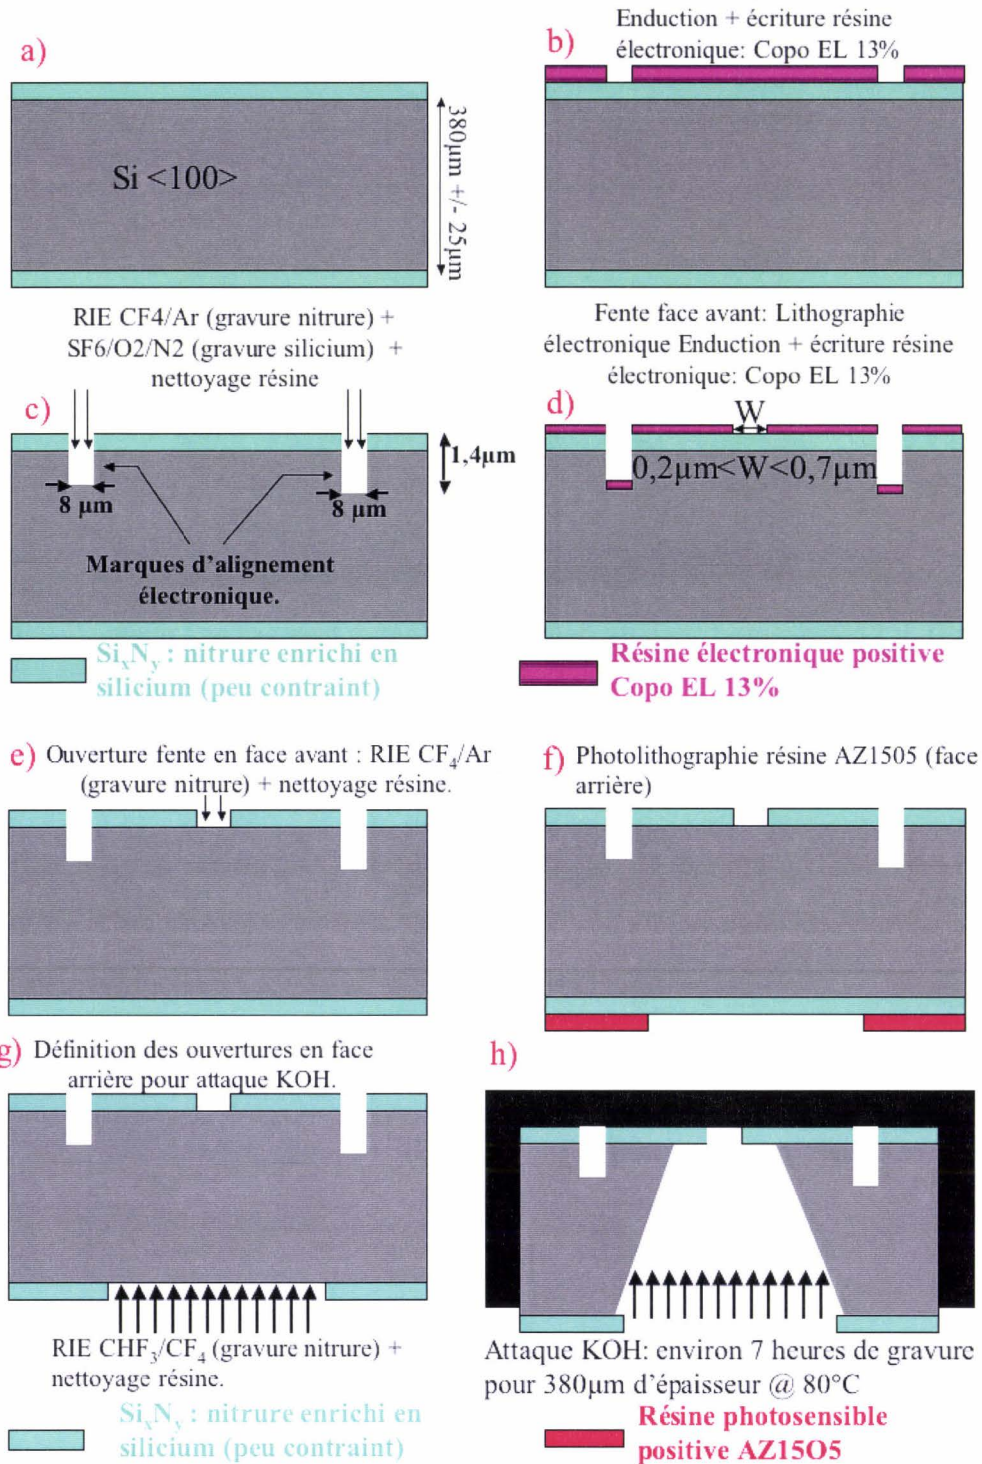 a)
Si <100>
380µm +/- 25µm
b)
Enduction + écriture résine
électronique: Copo EL 13%
RIE CF4/Ar (gravure nitrure) +
SF6/O2/N2 (gravure silicium) +
nettoyage résine
c)
1,4µm
8 µm
8 µm
Marques d'alignement
électronique.
Fente face avant: Lithographie
électronique Enduction + écriture résine
électronique: Copo EL 13%
d)
W
0,2µm<W<0,7µm
SixNy : nitrure enrichi en
silicium (peu contraint)
Résine électronique positive
Copo EL 13%
e) Ouverture fente en face avant : RIE CF4/Ar
(gravure nitrure) + nettoyage résine.
f) Photolithographie résine AZ1505 (face
arrière)
g) Définition des ouvertures en face
arrière pour attaque KOH.
RIE CHF3/CF4 (gravure nitrure) +
nettoyage résine.
h)
Attaque KOH: environ 7 heures de gravure
pour 380µm d'épaisseur @ 80°C
SixNy : nitrure enrichi en
silicium (peu contraint)
Résine photosensible
positive AZ15O5